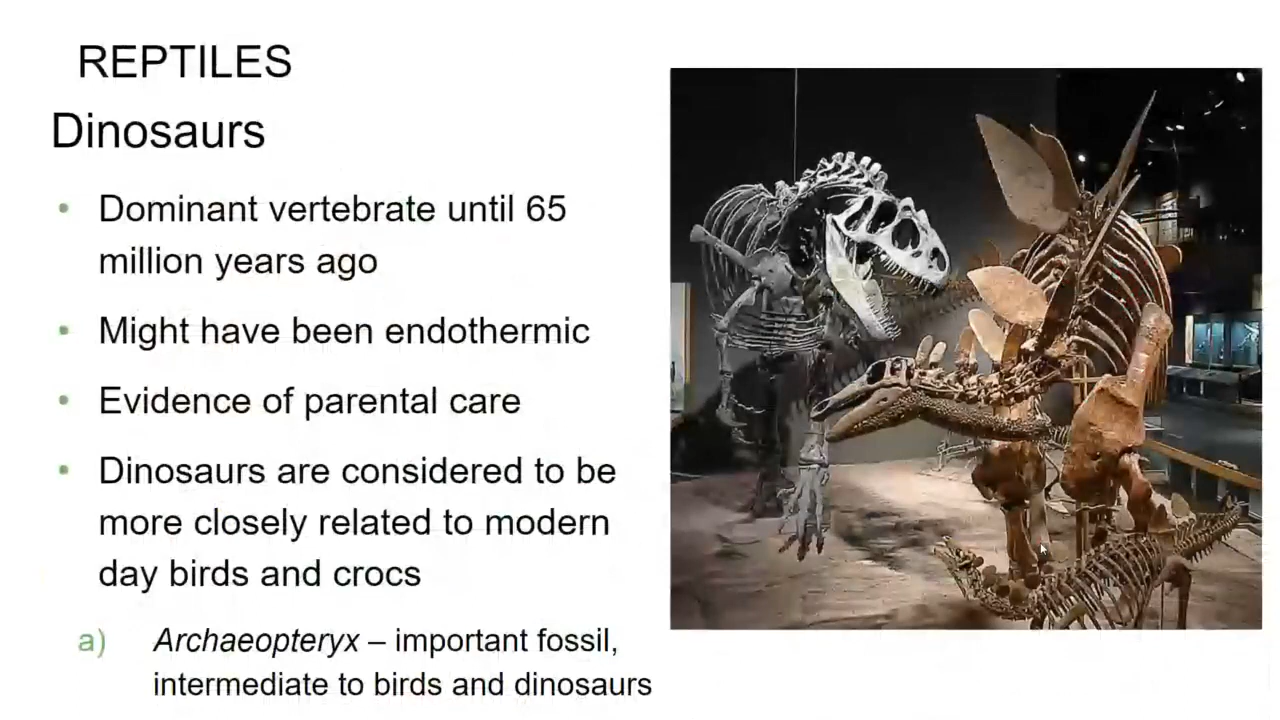 REPTILES
Dinosaurs
• Dominant vertebrate until 65
million years ago
• Might have been endothermic
• Evidence of parental care
• Dinosaurs are considered to be
more closely related to modern
day birds and crocs
a) Archaeopteryx – important fossil,
intermediate to birds and dinosaurs